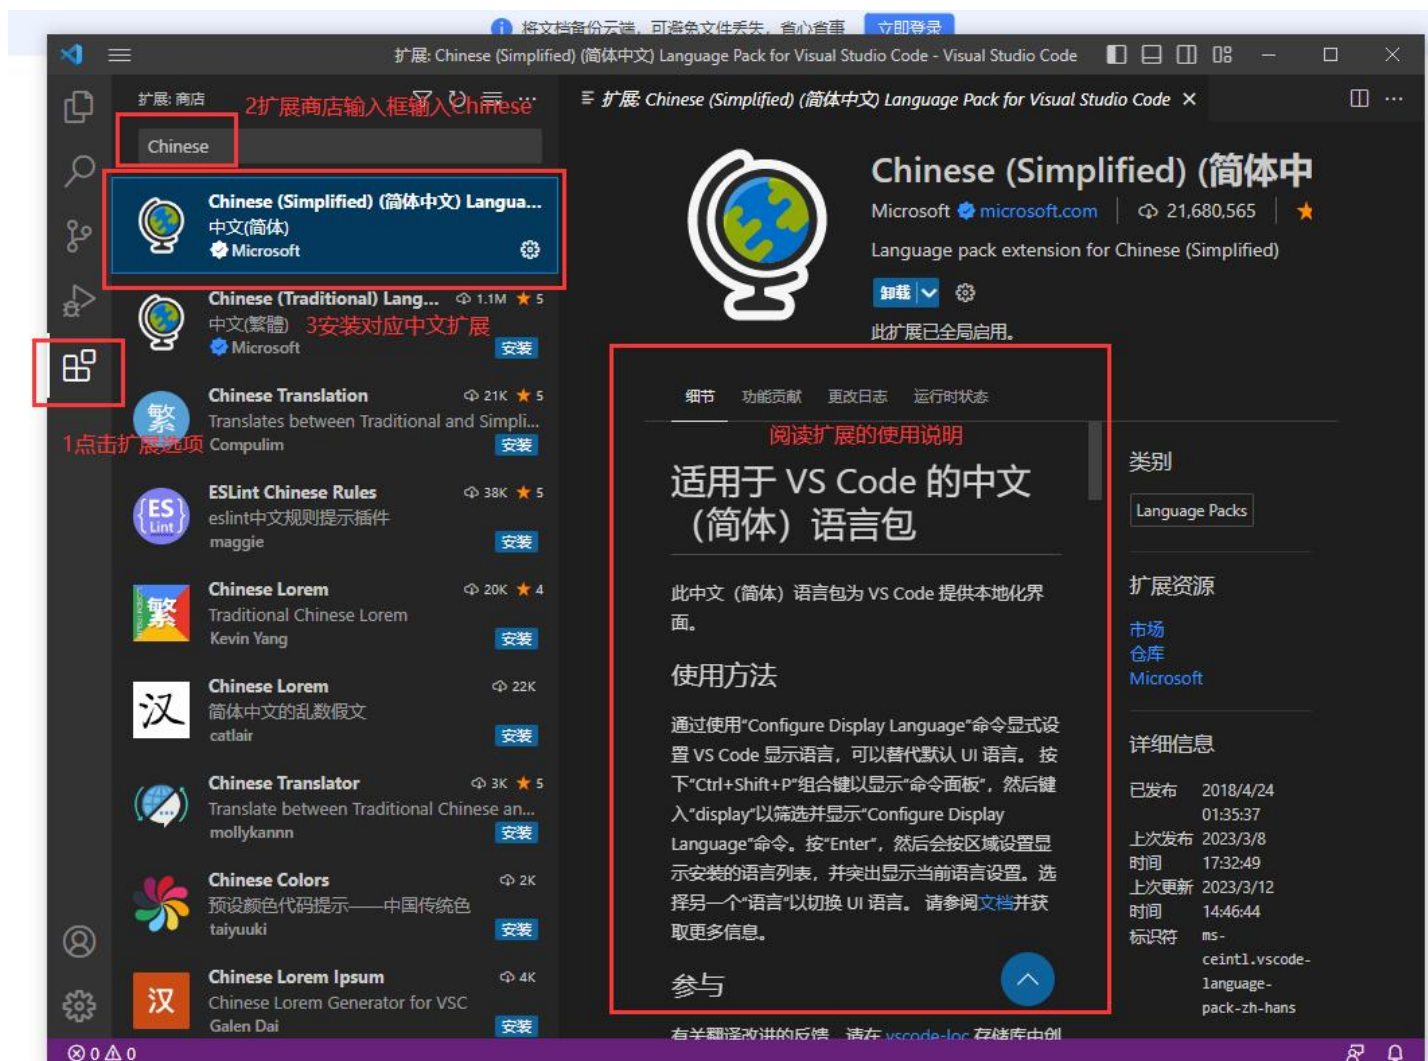 将文档备份云端，可避免文件丢失，省心省事 立即登录
扩展: Chinese (Simplified) (简体中文) Language Pack for Visual Studio Code - Visual Studio Code
扩展: 商店
2扩展商店输入框输入Chinese
Chinese
Chinese (Simplified) (简体中文) Langua...
中文(简体)
Microsoft
Chinese (Traditional) Lang... 1.1M ★ 5
中文(繁體)
3安装对应中文扩展
Microsoft 安装
Chinese Translation 21K ★ 5
Translates between Traditional and Simpli...
Compulim 安装
1点击扩展选项
ESLint Chinese Rules 38K ★ 5
eslint中文规则提示插件
maggie 安装
Chinese Lorem 20K ★ 4
Traditional Chinese Lorem
Kevin Yang 安装
Chinese Lorem 22K
简体中文的乱数假文
catlair 安装
Chinese Translator 3K ★ 5
Translate between Traditional Chinese an...
mollykannn 安装
Chinese Colors 2K
预设颜色代码提示——中国传统色
taiyuuki 安装
Chinese Lorem Ipsum 4K
Chinese Lorem Generator for VSC
Galen Dai 安装
繁
{ES}
Lint
繁
汉
汉
扩展: Chinese (Simplified) (简体中文) Language Pack for Visual Studio Code
Chinese (Simplified) (简体中
Microsoft microsoft.com 21,680,565 ★
Language pack extension for Chinese (Simplified)
卸载
此扩展已全局启用。
细节 功能贡献 更改日志 运行时状态
阅读扩展的使用说明
适用于 VS Code 的中文
（简体）语言包
此中文（简体）语言包为 VS Code 提供本地化界
面。
使用方法
通过使用“Configure Display Language”命令显式设
置 VS Code 显示语言，可以替代默认 UI 语言。 按
下“Ctrl+Shift+P”组合键以显示“命令面板”，然后键
入“display”以筛选并显示“Configure Display
Language”命令。按“Enter”，然后会按区域设置显
示安装的语言列表，并突出显示当前语言设置。选
择另一个“语言”以切换 UI 语言。 请参阅文档并获
取更多信息。
参与
有关翻译改进的反馈，请在 vscode-loc 存储库中创
类别
Language Packs
扩展资源
市场
仓库
Microsoft
详细信息
已发布 2018/4/24
01:35:37
上次发布 2023/3/8
时间 17:32:49
上次更新 2023/3/12
时间 14:46:44
标识符 ms-
ceintl.vscode-
language-
pack-zh-hans
0 0